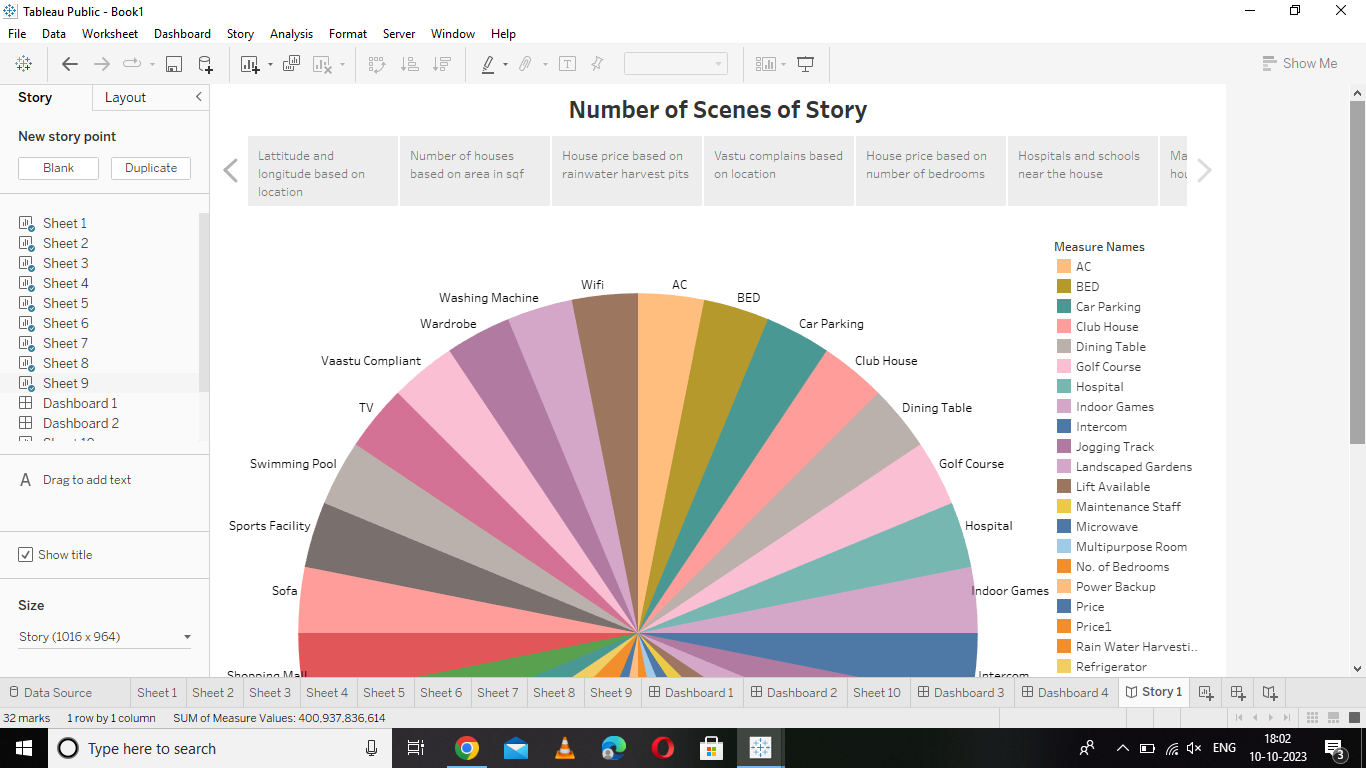 Tableau Public - Book1
File Data Worksheet Dashboard Story Analysis Format Server Window Help
Show Me
Story Layout
New story point
Blank Duplicate
Sheet 1
Sheet 2
Sheet 3
Sheet 4
Sheet 5
Sheet 6
Sheet 7
Sheet 8
Sheet 9
Dashboard 1
Dashboard 2
Sheet 10
A Drag to add text
Show title
Size
Story (1016 x 964)
Number of Scenes of Story
Lattitude and
longitude based on
location
Number of houses
based on area in sqf
House price based on
rainwater harvest pits
Vastu complains based
on location
House price based on
number of bedrooms
Hospitals and schools
near the house
Ma
hou
Wifi
AC
Washing Machine
BED
Wardrobe
Car Parking
Vaastu Compliant
Club House
TV
Dining Table
Swimming Pool
Golf Course
Sports Facility
Hospital
Sofa
Indoor Games
Shopping Mall
Intercom
Measure Names
AC
BED
Car Parking
Club House
Dining Table
Golf Course
Hospital
Indoor Games
Intercom
Jogging Track
Landscaped Gardens
Lift Available
Maintenance Staff
Microwave
Multipurpose Room
No. of Bedrooms
Power Backup
Price
Price1
Rain Water Harvesti..
Refrigerator
Data Source Sheet 1 Sheet 2 Sheet 3 Sheet 4 Sheet 5 Sheet 6 Sheet 7 Sheet 8 Sheet 9 Dashboard 1 Dashboard 2 Sheet 10 Dashboard 3 Dashboard 4 Story 1
32 marks 1 row by 1 column SUM of Measure Values: 400,937,836,614
Type here to search
ENG
18:02
10-10-2023
3